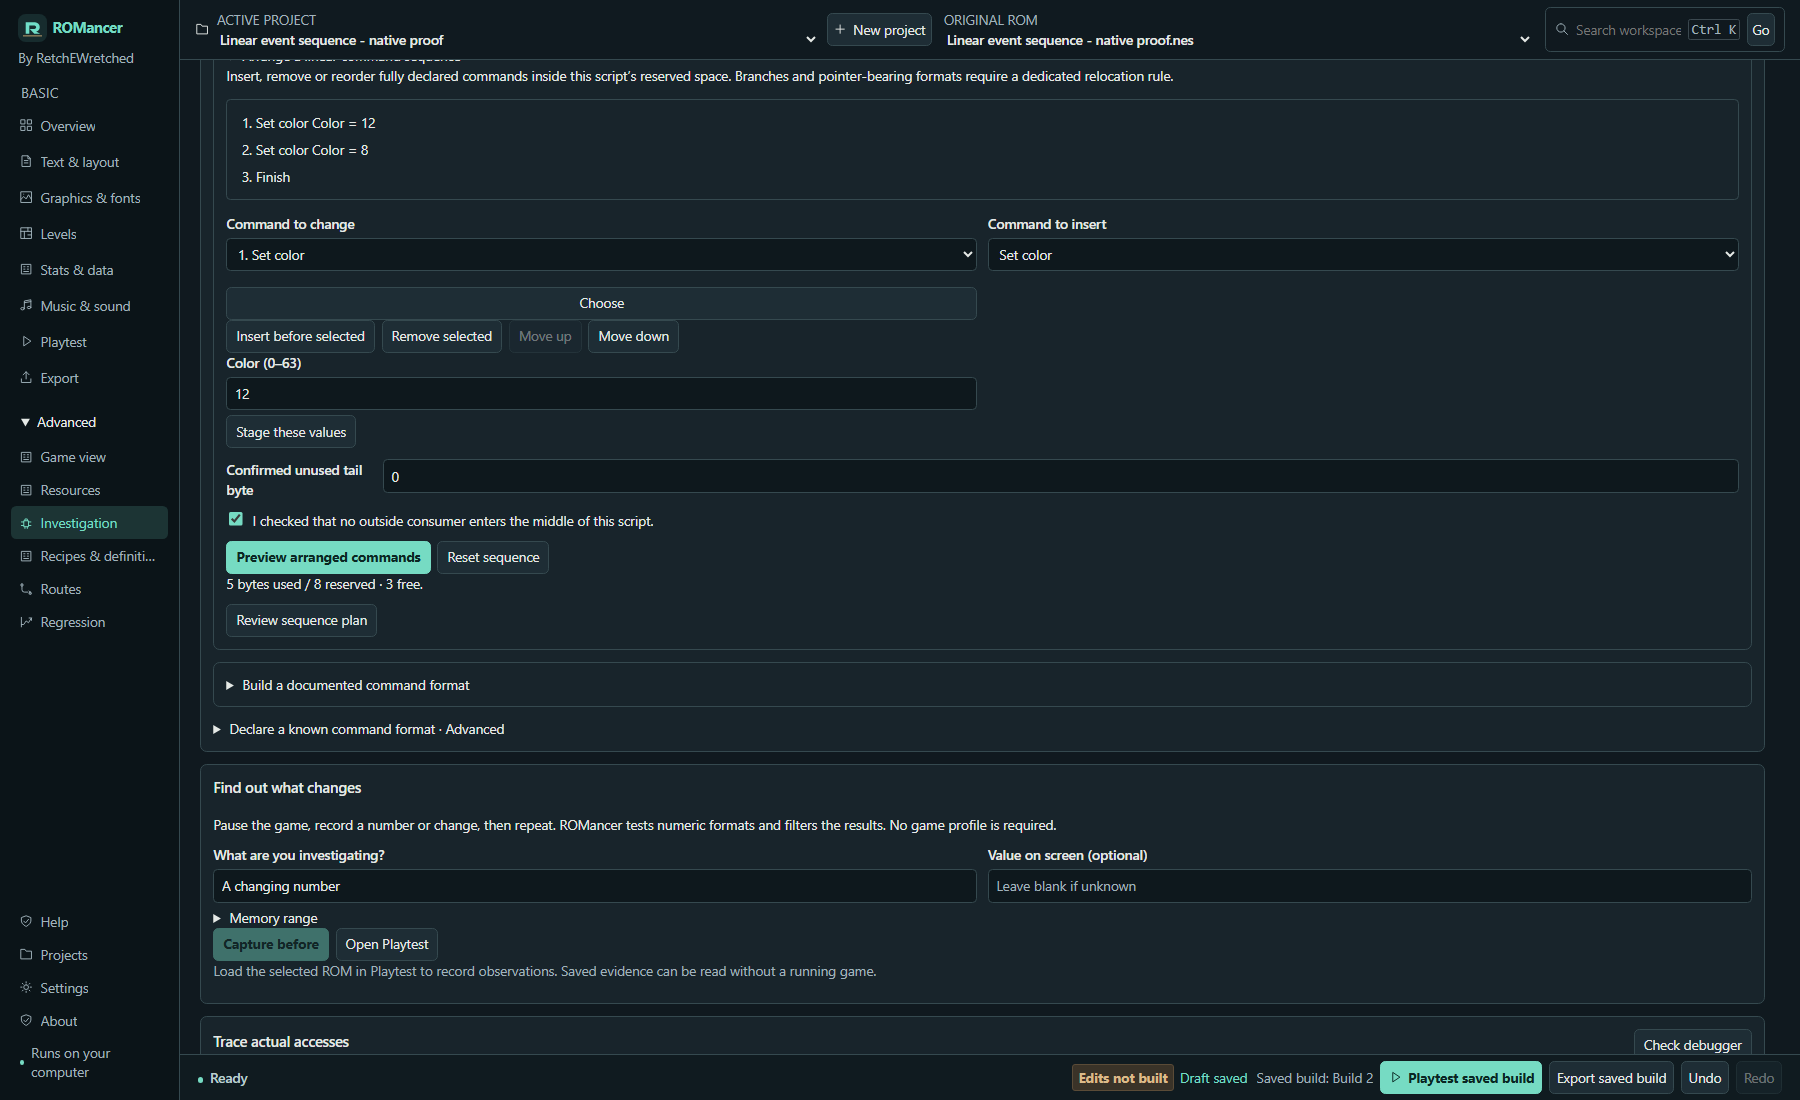 ROMancer
By RetchEWretched
BASIC
Overview
Text & layout
Graphics & fonts
Levels
Stats & data
Music & sound
Playtest
Export
Advanced
Game view
Resources
Investigation
Recipes & definiti...
Routes
Regression
Help
Projects
Settings
About
Runs on your
computer
ACTIVE PROJECT
Linear event sequence - native proof
+ New project
ORIGINAL ROM
Linear event sequence - native proof.nes
Search workspace Ctrl K Go
Insert, remove or reorder fully declared commands inside this script's reserved space. Branches and pointer-bearing formats require a dedicated relocation rule.
1. Set color Color = 12
2. Set color Color = 8
3. Finish
Command to change
1. Set color
Command to insert
Set color
Choose
Insert before selected Remove selected Move up Move down
Color (0–63)
12
Stage these values
Confirmed unused tail
byte
0
I checked that no outside consumer enters the middle of this script.
Preview arranged commands Reset sequence
5 bytes used / 8 reserved · 3 free.
Review sequence plan
Build a documented command format
Declare a known command format · Advanced
Find out what changes
Pause the game, record a number or change, then repeat. ROMancer tests numeric formats and filters the results. No game profile is required.
What are you investigating?
A changing number
Value on screen (optional)
Leave blank if unknown
Memory range
Capture before Open Playtest
Load the selected ROM in Playtest to record observations. Saved evidence can be read without a running game.
Trace actual accesses
Check debugger
Ready
Edits not built Draft saved Saved build: Build 2 Playtest saved build Export saved build Undo Redo